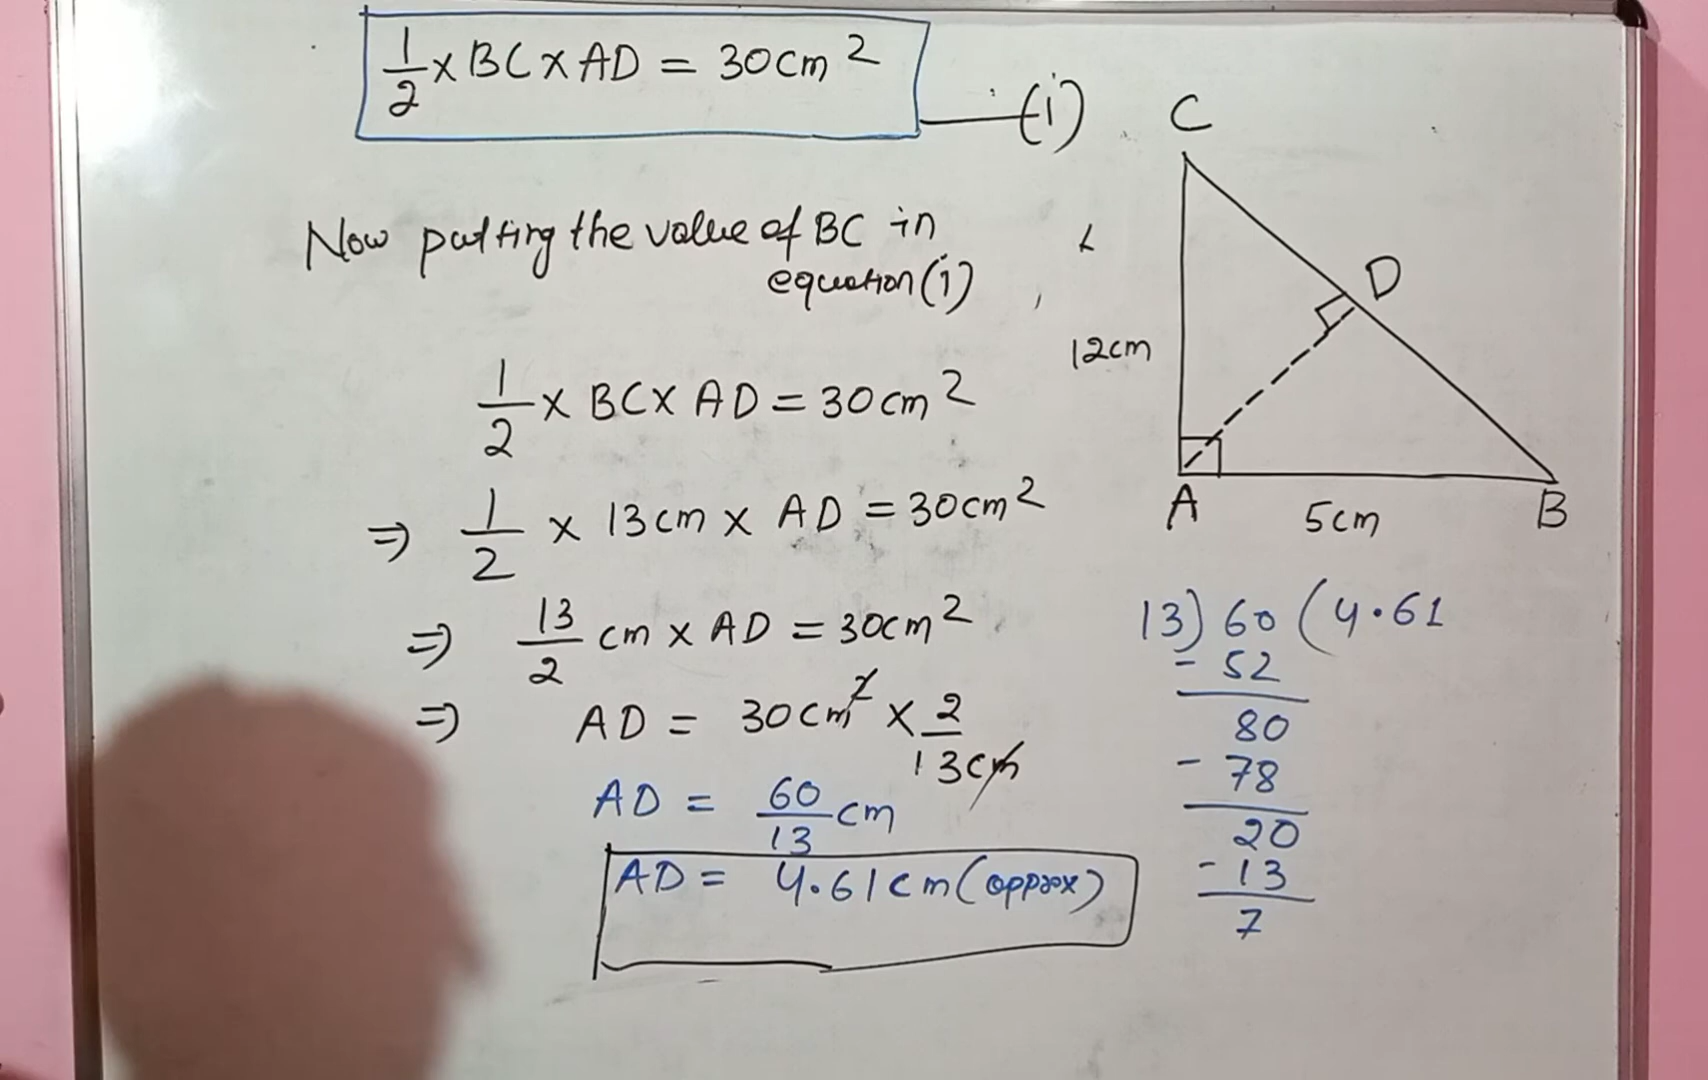 1/2 x BC x AD = 30cm² —(i)
Now putting the value of BC in
equation (i)
1/2 x BC x AD = 30cm²
⇒ 1/2 x 13cm x AD = 30cm²
⇒ 13/2 cm x AD = 30cm²
⇒ AD = 30cm² x 2/13cm
AD = 60/13 cm
AD = 4.61cm (approx)
C
D
12cm
A
5cm
B
13) 60 (4.61
- 52
80
- 78
20
- 13
7